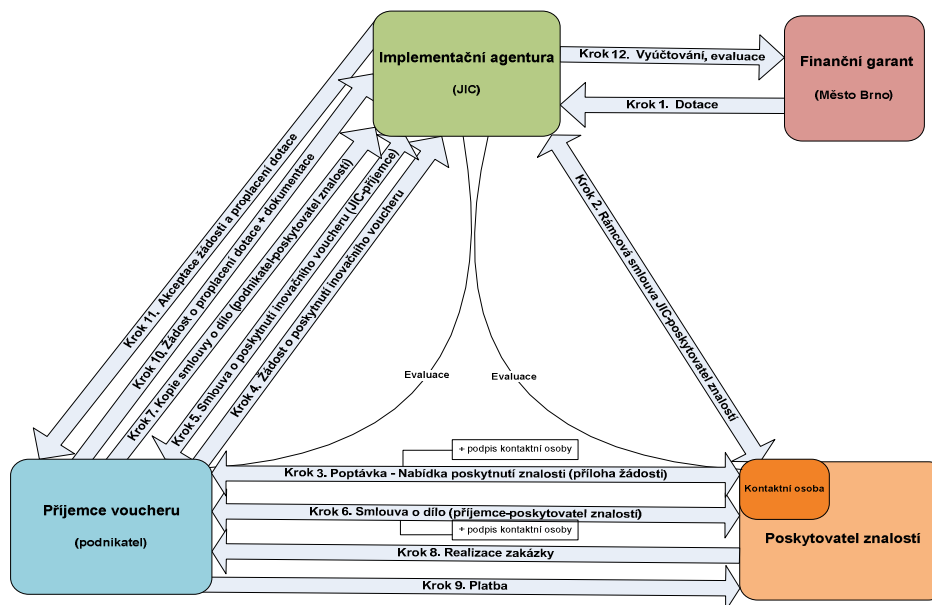 Implementační agentura
(JIC)
Krok 12.  Vyúčtování, evaluace
Krok 1.  Dotace
Finanční garant
(Město Brno)
Krok 11.  Akceptace žádosti a proplacení dotace
Krok 10, Žádost o proplacení dotace + dokumentace
Krok 7. Kopie smlouvy o dílo (podnikatel-poskytovatel znalostí)
Krok 5. Smlouva o poskytnutí inovačního voucheru (JIC-příjemce)
Krok 4. Žádost o poskytnutí inovačního voucheru
Krok 2. Rámcová smlouva JIC-poskytovatel znalostí
Evaluace
Evaluace
+ podpis kontaktní osoby
Krok 3. Poptávka - Nabídka poskytnutí znalosti (příloha žádosti)
Krok 6. Smlouva o dílo (příjemce-poskytovatel znalostí)
+ podpis kontaktní osoby
Krok 8. Realizace zakázky
Krok 9. Platba
Příjemce voucheru
(podnikatel)
Kontaktní osoba
Poskytovatel znalostí